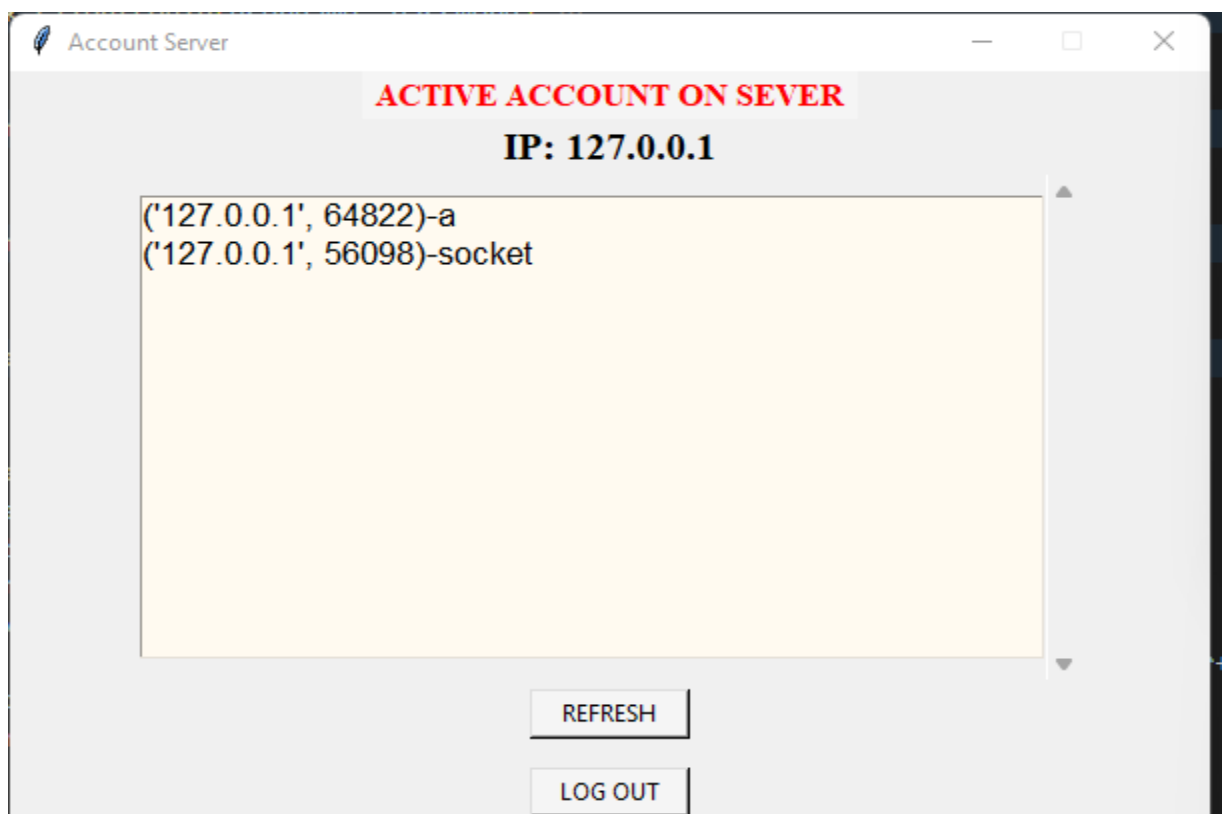 Account Server
ACTIVE ACCOUNT ON SEVER
IP: 127.0.0.1
('127.0.0.1', 64822)-a
('127.0.0.1', 56098)-socket
REFRESH
LOG OUT